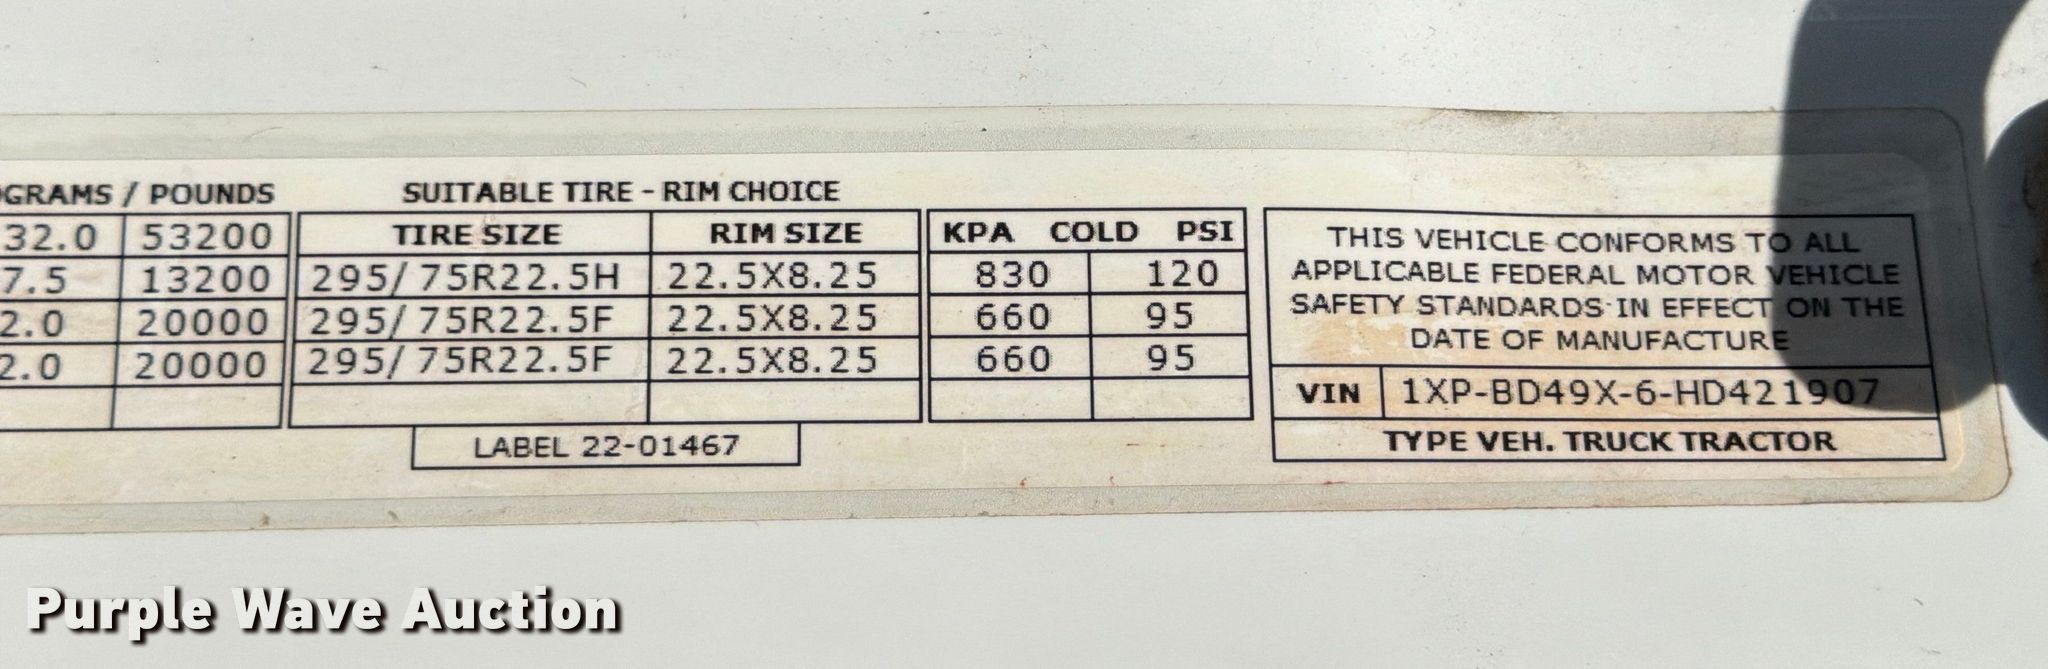 OGRAMS / POUNDS SUITABLE TIRE - RIM CHOICE
32.0 53200 TIRE SIZE RIM SIZE KPA COLD PSI
7.5 13200 295/75R22.5H 22.5X8.25 830 120
2.0 20000 295/75R22.5F 22.5X8.25 660 95
2.0 20000 295/75R22.5F 22.5X8.25 660 95
LABEL 22-01467
THIS VEHICLE CONFORMS TO ALL
APPLICABLE FEDERAL MOTOR VEHICLE
SAFETY STANDARDS IN EFFECT ON THE
DATE OF MANUFACTURE
VIN 1XP-BD49X-6-HD421907
TYPE VEH. TRUCK TRACTOR
Purple Wave Auction